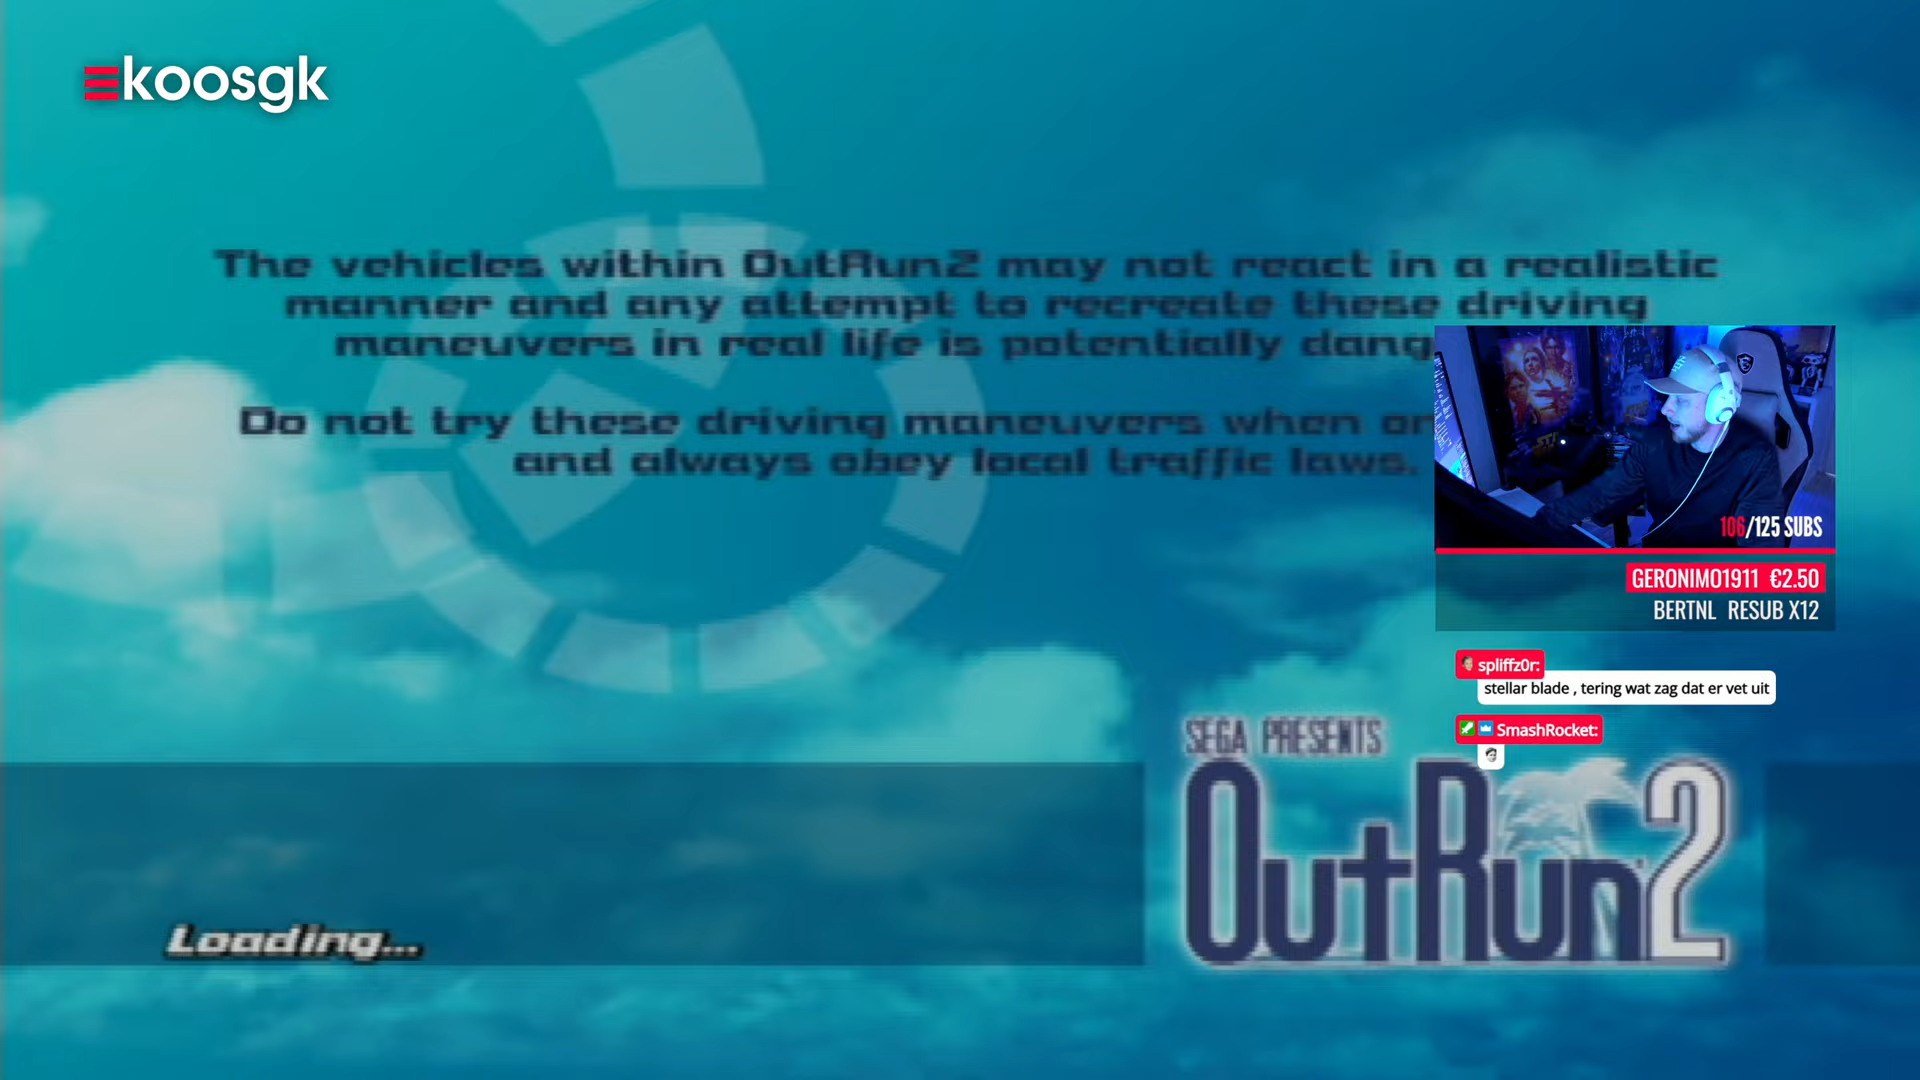 koosgk
The vehicles within OutRun2 may not react in a realistic
manner and any attempt to recreate these driving
maneuvers in real life is potentially dang
Do not try these driving maneuvers when
and always obey local traffic laws.
106/125 SUBS
GERONIMO1911 €2.50
BERTNL RESUB X12
spliffz0r:
stellar blade , tering wat zag dat er vet uit
SmashRocket:
SEGA PRESENTS
OutRun2
Loading...